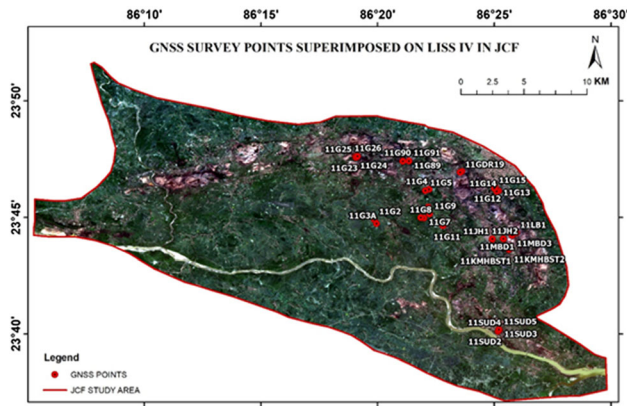 86°10' 86°15' 86°20' 86°25' 86°30'
GNSS SURVEY POINTS SUPERIMPOSED ON LISS IV IN JCF
N
0 2.5 5 10 KM
23°50'
11G25 11G26 11G90 11G91
11G23 11G24 11G89 11GDR19
11G4 11G5 11G14 11G15
11G12 11G13
11G3A 11G2 11G8 11G9
11G7
11G11
23°45'
11JH1 11JH2 11LB1
11MBD1 11MBD3
11KMHBST1 11KMHBST2
23°40'
11SUD4 11SUD5
11SUD3
11SUD2
Legend
GNSS POINTS
JCF STUDY AREA